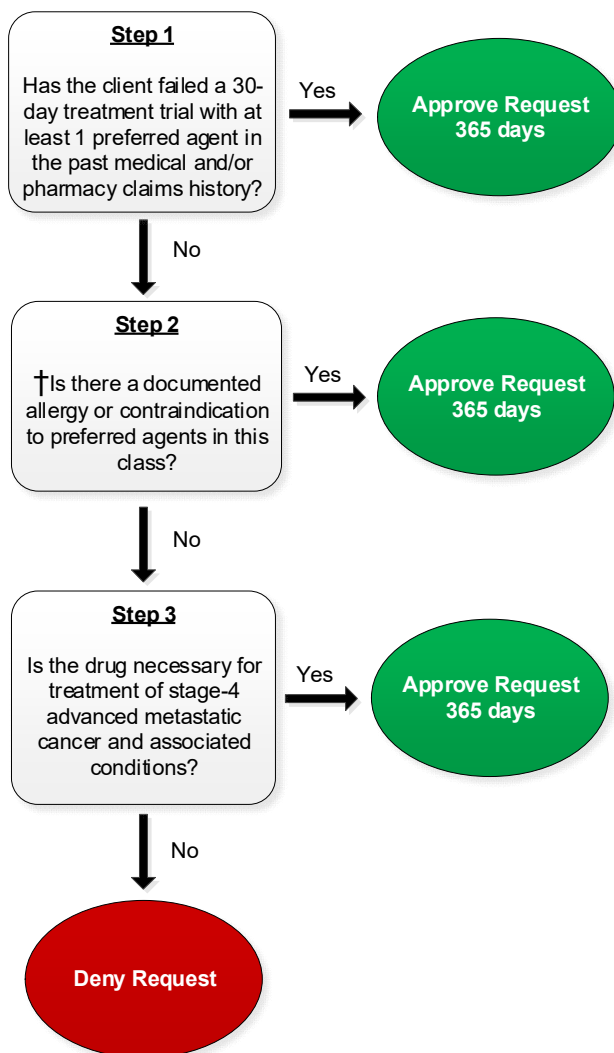 Step 1
Has the client failed a 30-
day treatment trial with at
least 1 preferred agent in
the past medical and/or
pharmacy claims history?
Yes
Approve Request
365 days
No
Step 2
†Is there a documented
allergy or contraindication
to preferred agents in this
class?
Yes
Approve Request
365 days
No
Step 3
Is the drug necessary for
treatment of stage-4
advanced metastatic
cancer and associated
conditions?
Yes
Approve Request
365 days
No
Deny Request